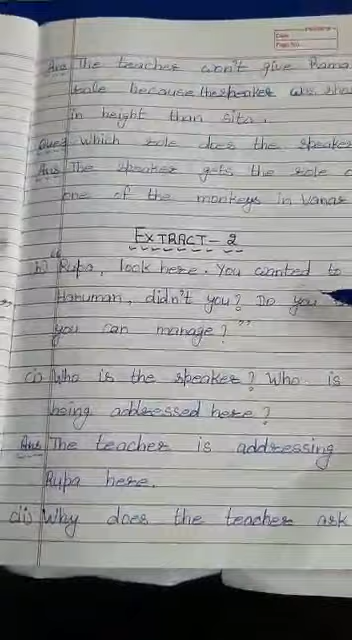 Date
Page No.
Ans The teacher won't give Rama
role because the speaker was
in height than sita.
Ques which role does the speaker
Ans The speaker gets the role
one of the monkeys in Vanar
EXTRACT-2
"Rupa, look here. You wanted to
Hanuman, didn't you? Do you
you can manage?"
(i) Who is the speaker? Who is
being addressed here?
Ans The teacher is addressing
Rupa here.
(ii) Why does the teacher ask